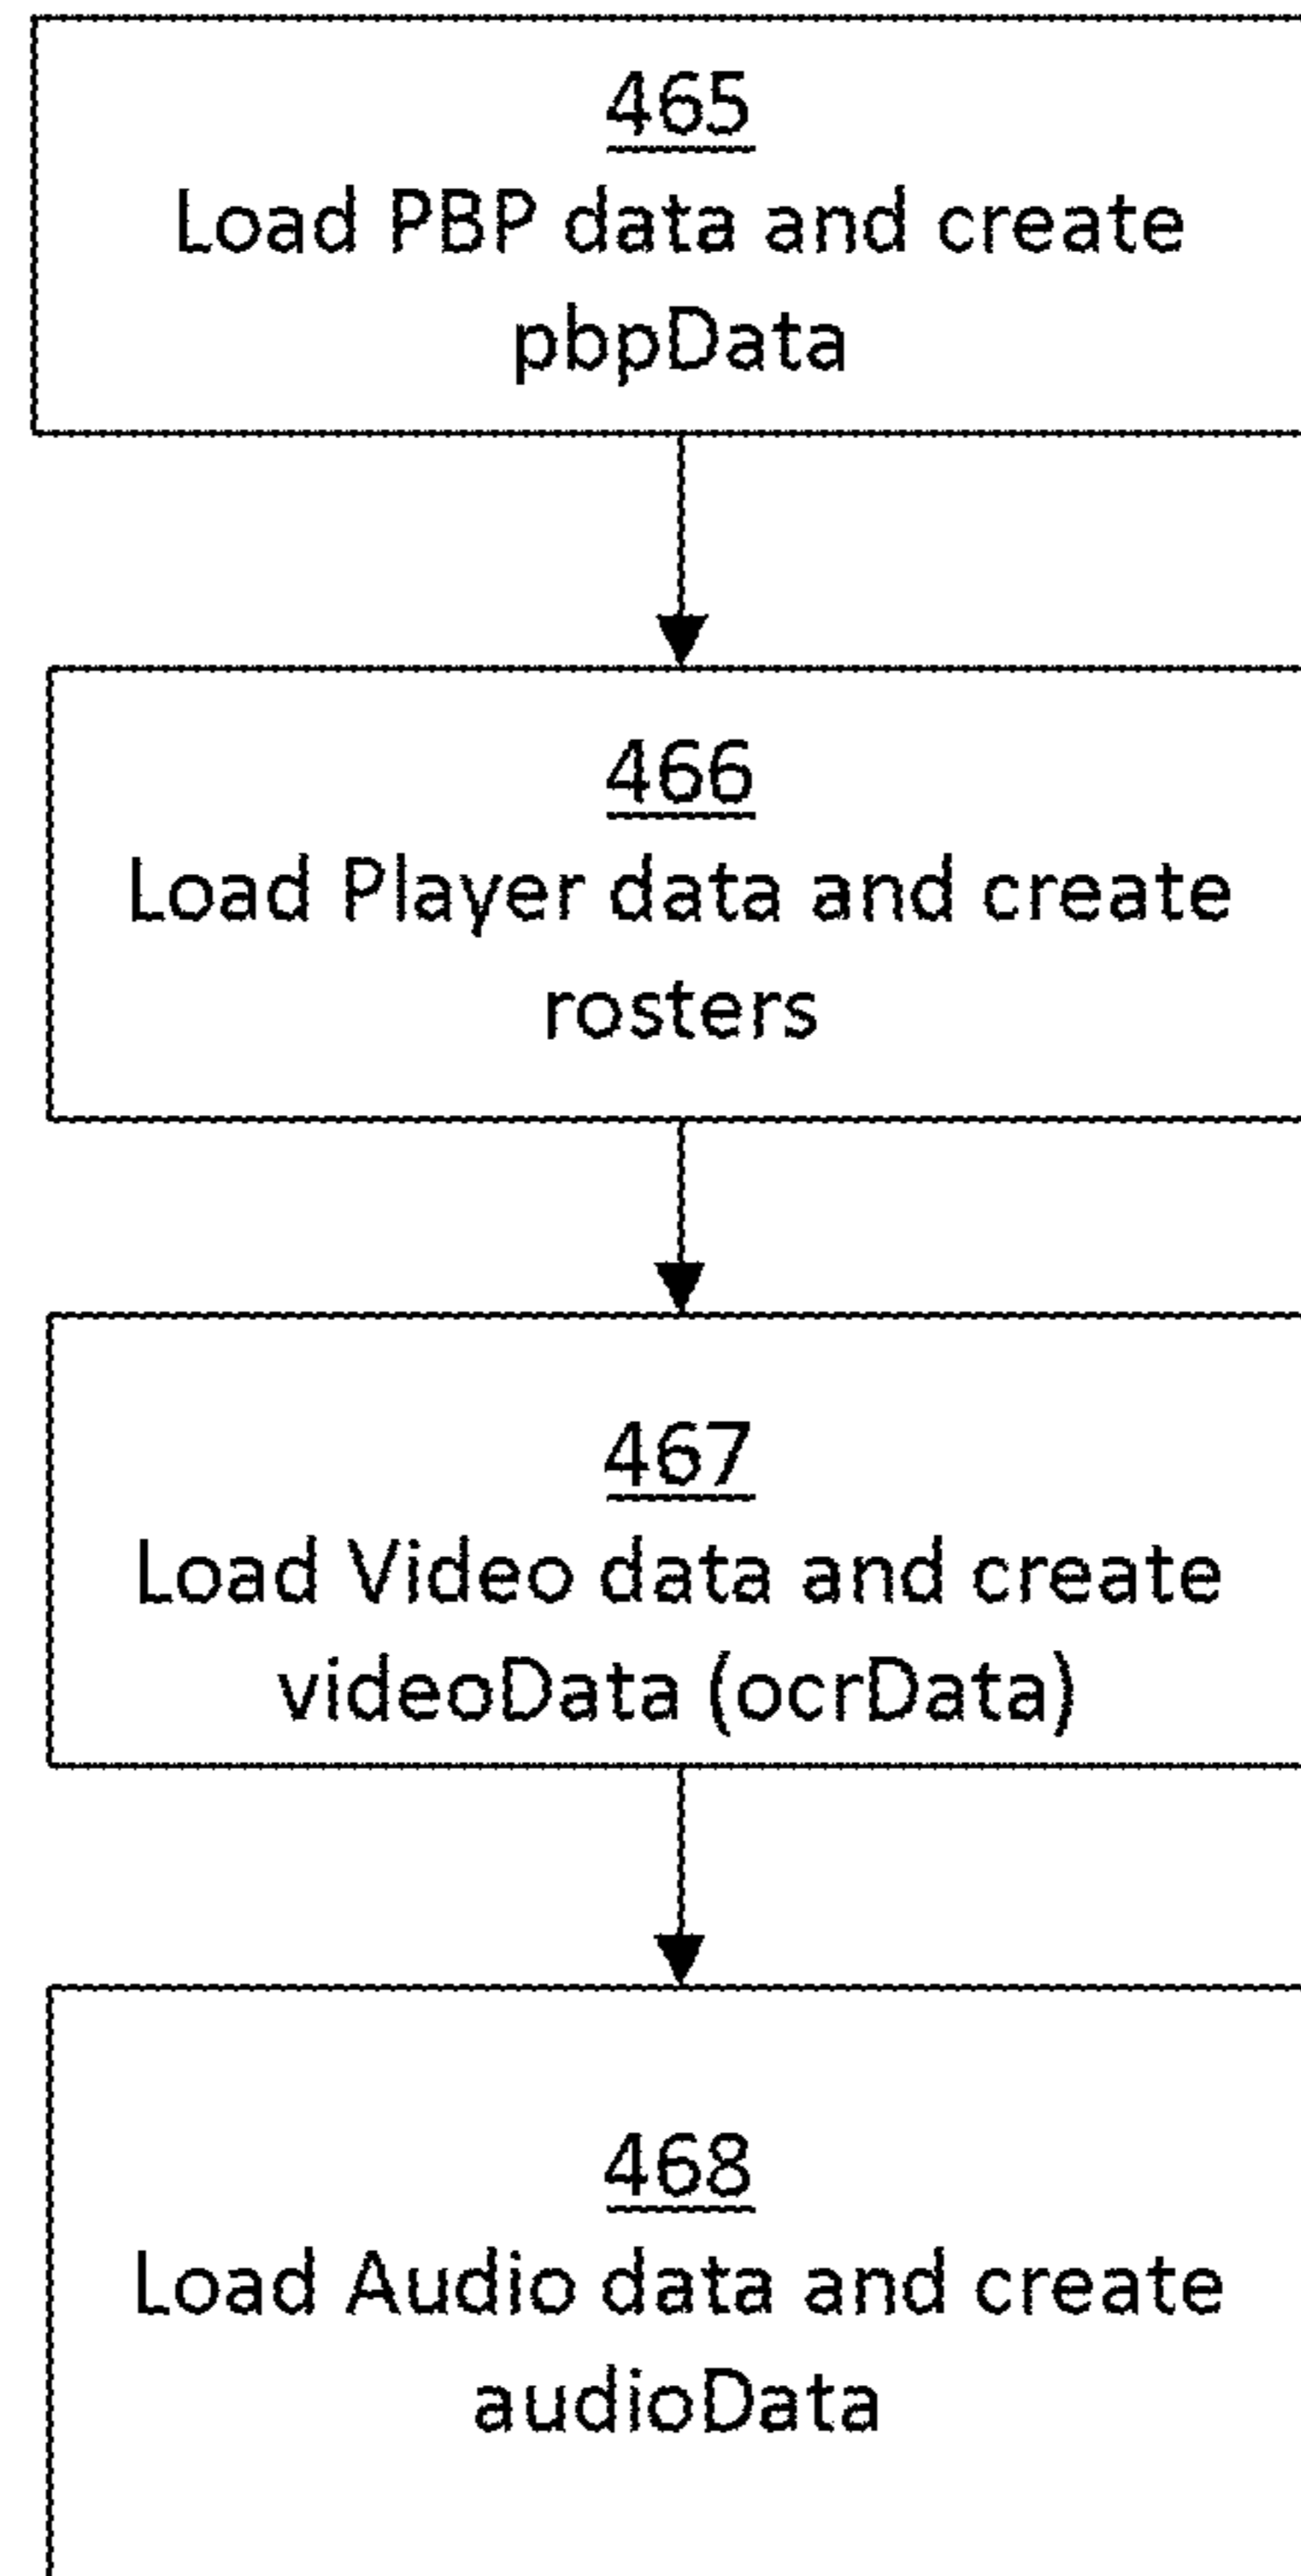 465
Load PBP data and create
pbpData
466
Load Player data and create
rosters
467
Load Video data and create
videoData (ocrData)
468
Load Audio data and create
audioData